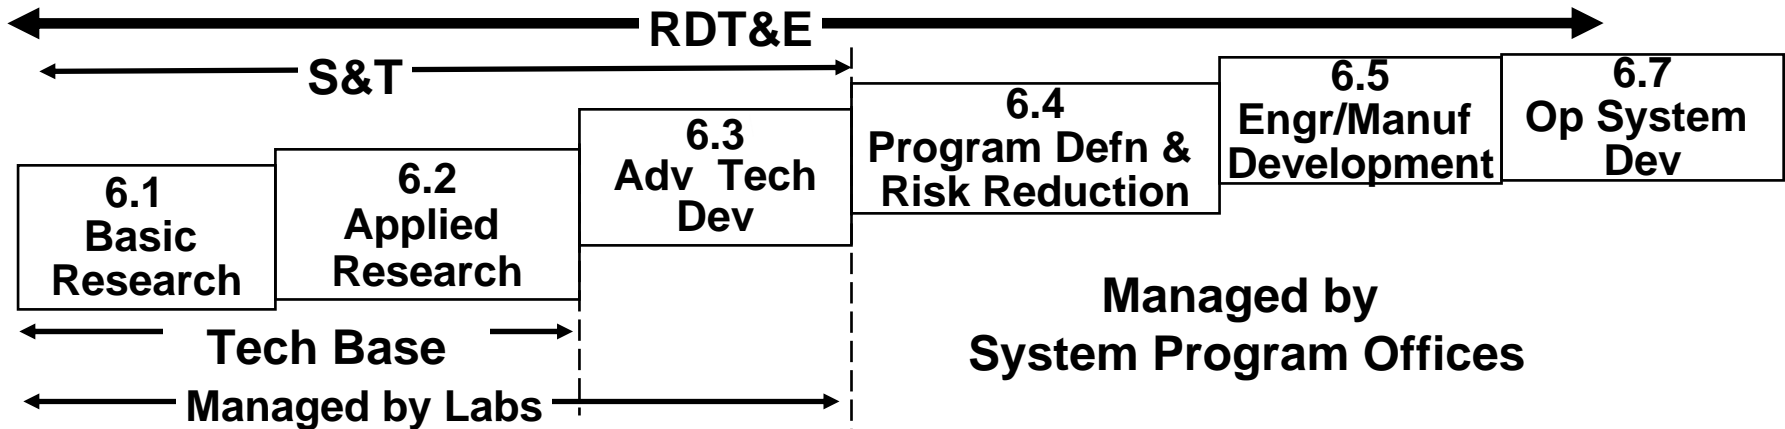 RDT&E
S&T
6.1
Basic
Research
6.2
Applied
Research
6.3
Adv Tech
Dev
6.4
Program Defn &
Risk Reduction
6.5
Engr/Manuf
Development
6.7
Op System
Dev
Tech Base
Managed by Labs
Managed by
System Program Offices